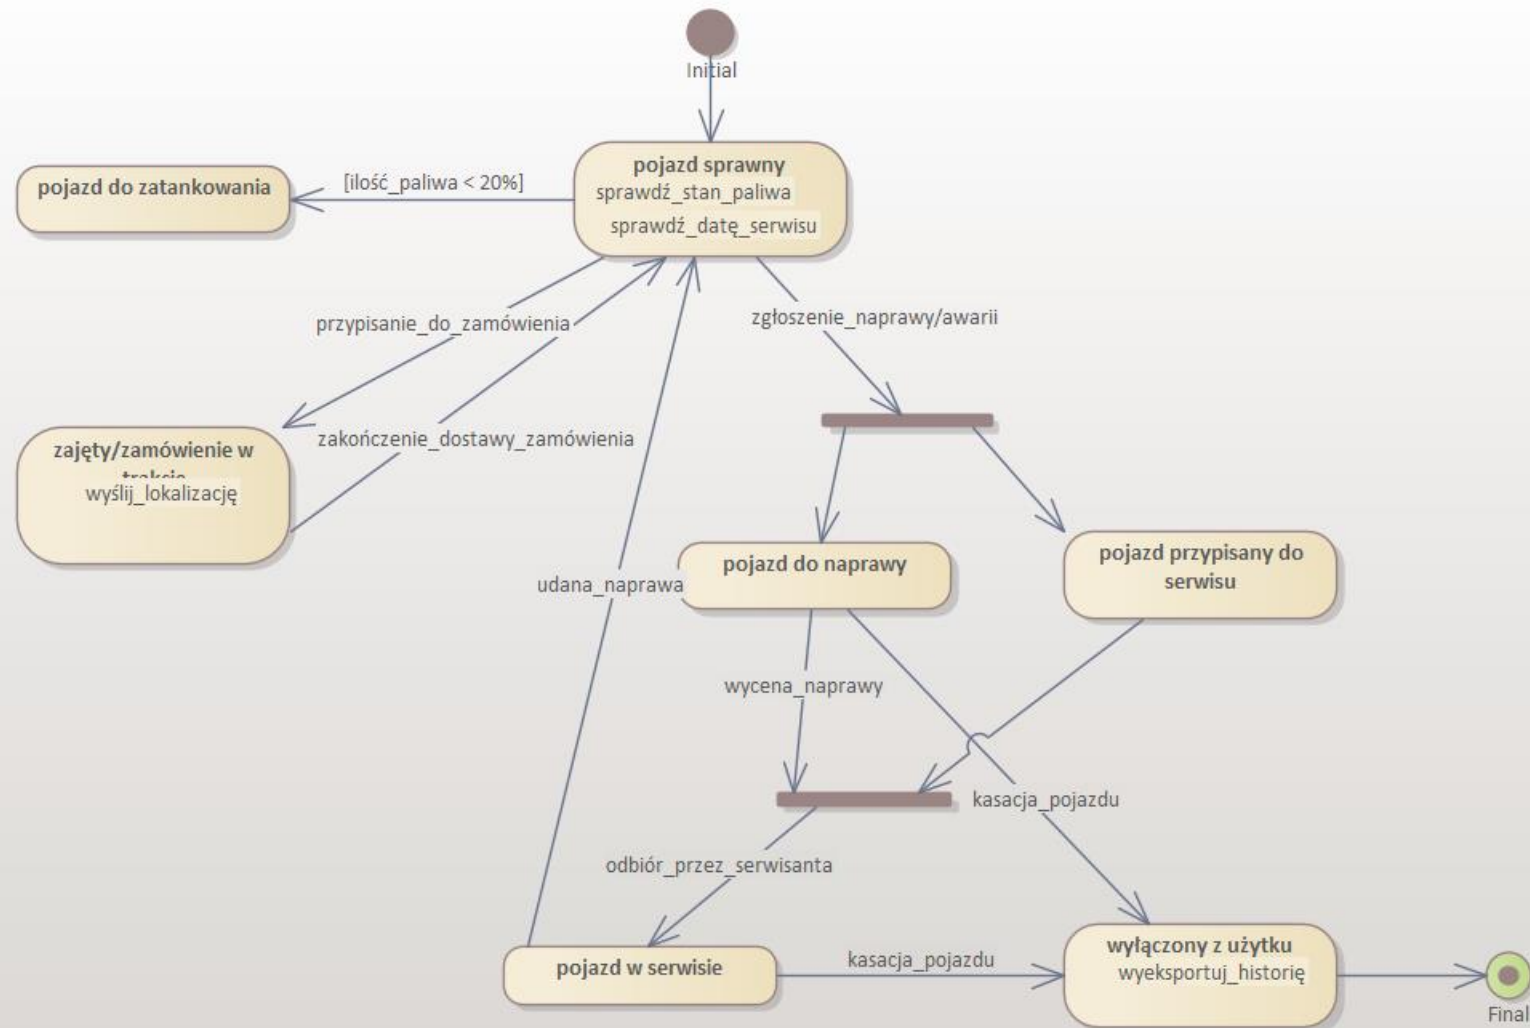 Initial
pojazd sprawny
sprawdź_stan_paliwa
sprawdź_datę_serwisu
pojazd do zatankowania
[ilość_paliwa < 20%]
przypisanie_do_zamówienia
zgłoszenie_naprawy/awarii
zakończenie_dostawy_zamówienia
zajęty/zamówienie w
trakcie
wyślij_lokalizację
udana_naprawa
pojazd do naprawy
pojazd przypisany do
serwisu
wycena_naprawy
kasacja_pojazdu
odbiór_przez_serwisanta
pojazd w serwisie
kasacja_pojazdu
wyłączony z użytku
wyeksportuj_historię
Final